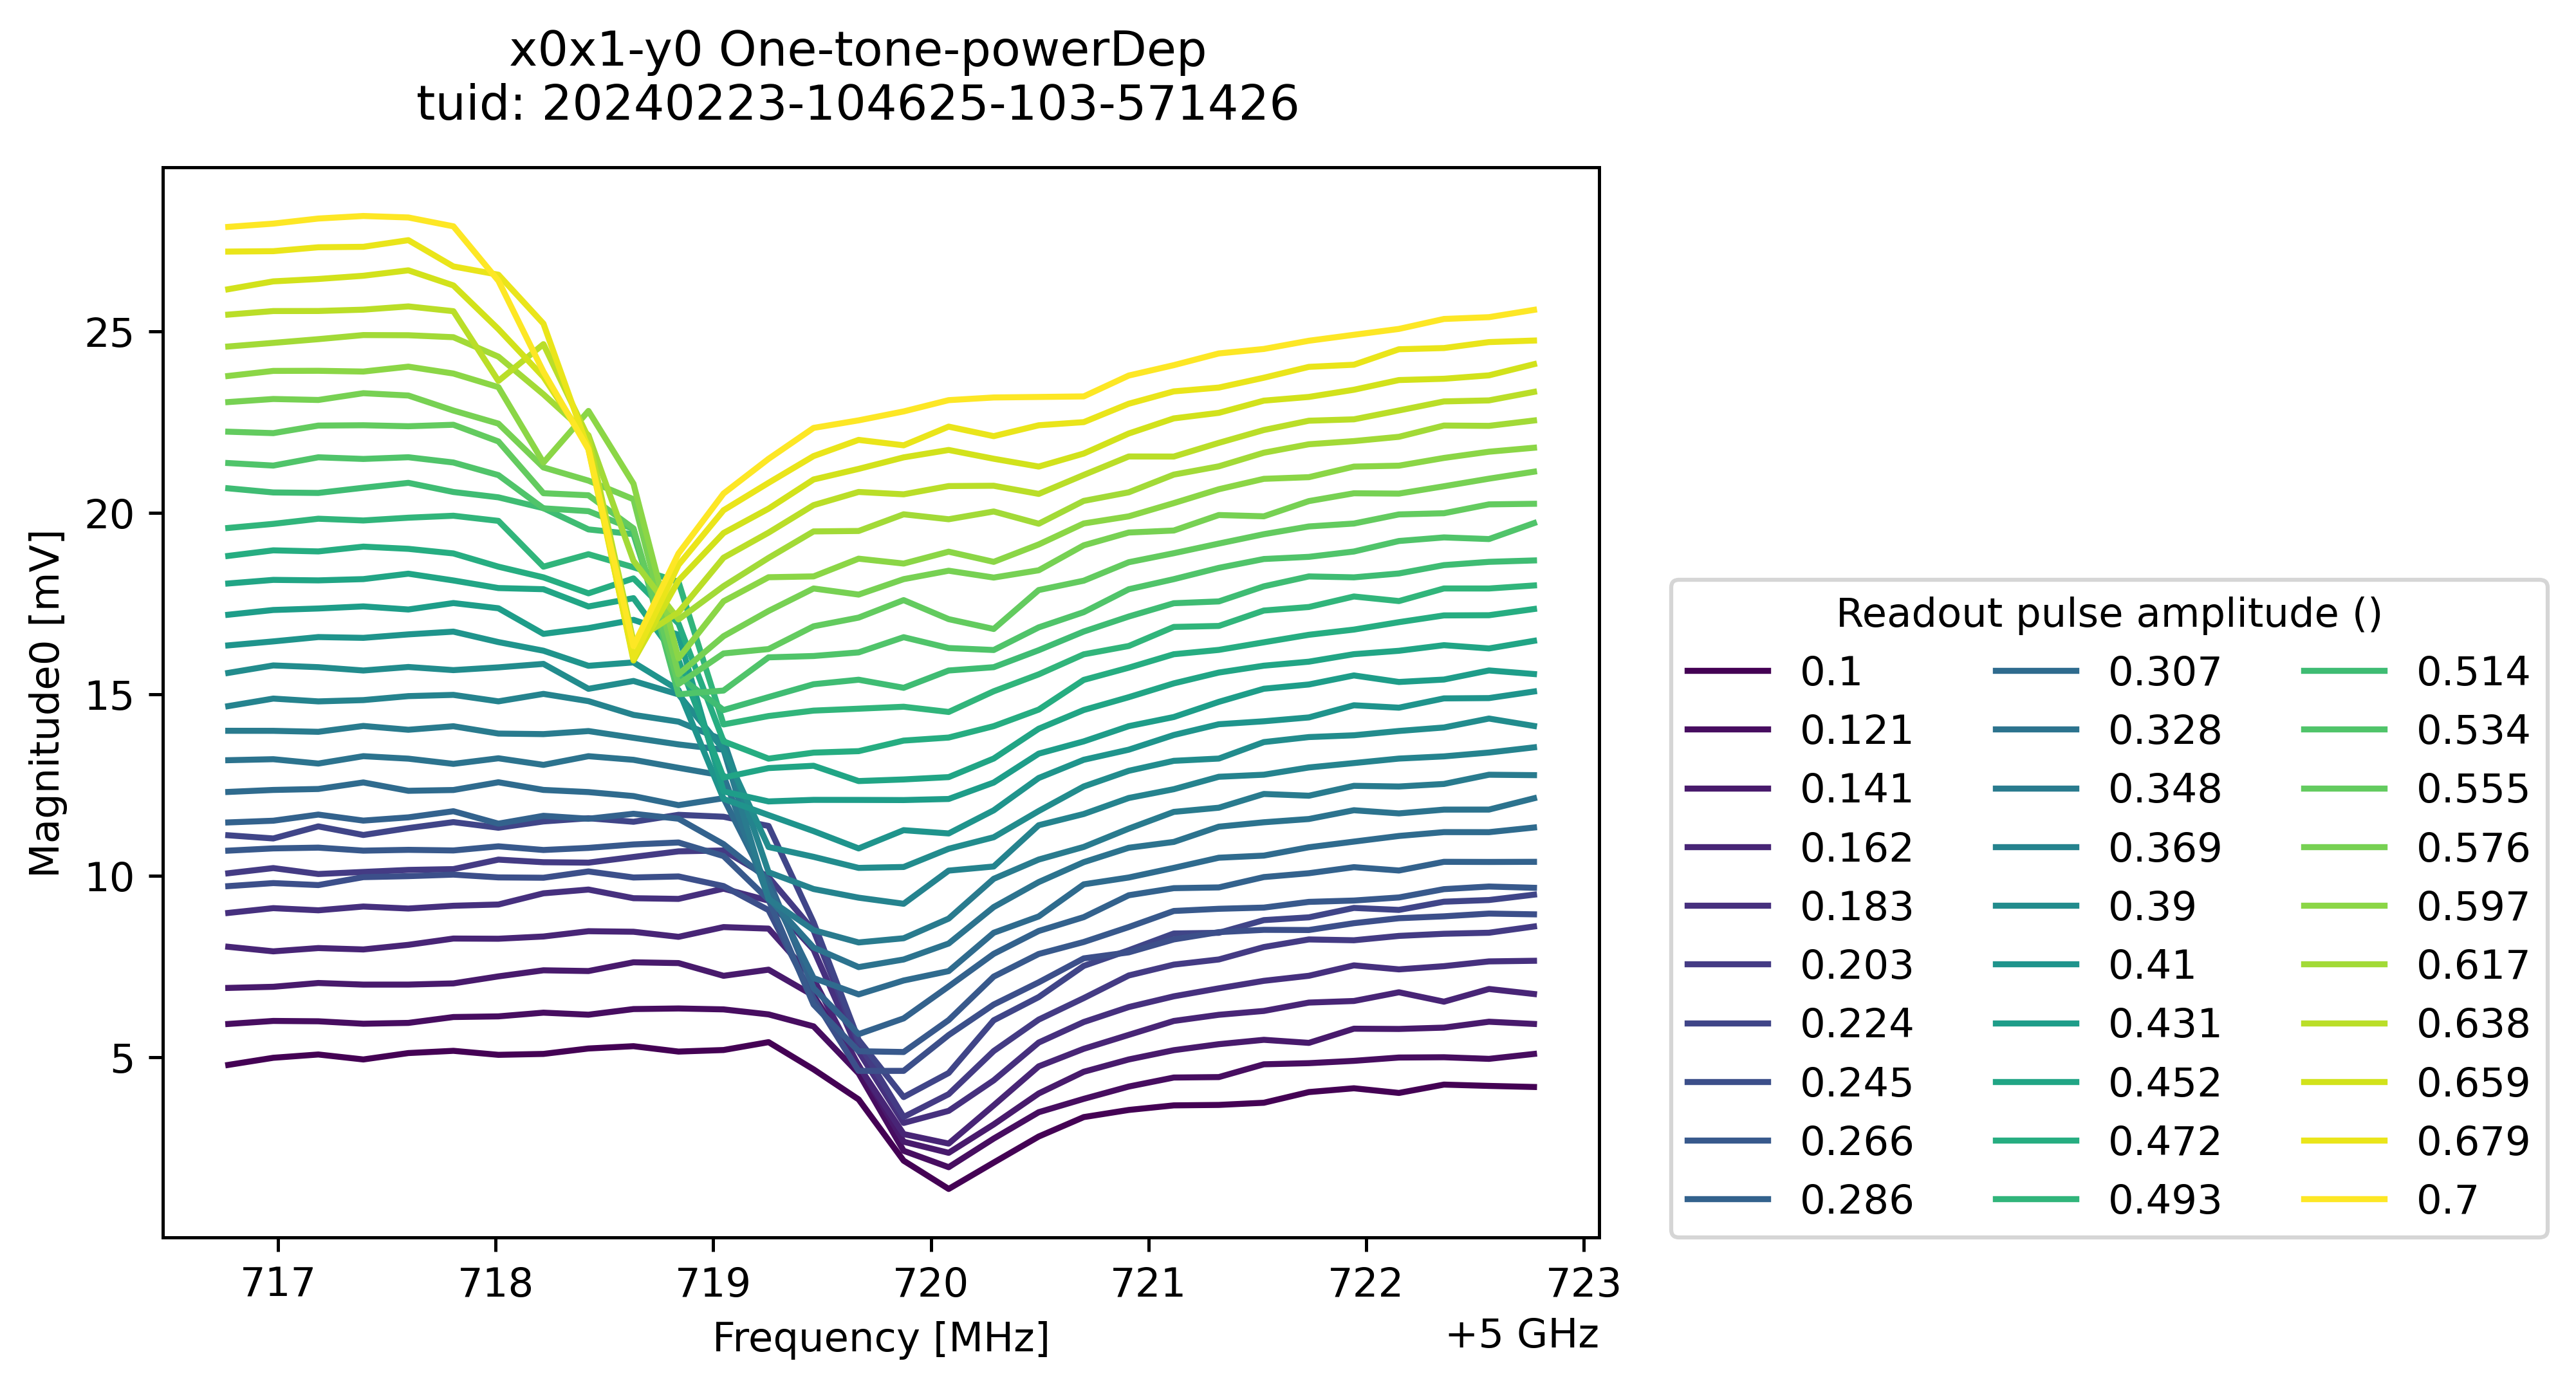 x0x1-y0 One-tone-powerDep
tuid: 20240223-104625-103-571426
Magnitude0 [mV]
25
20
15
10
5
717 718 719 720 721 722 723
Frequency [MHz]
+5 GHz
Readout pulse amplitude ()
0.1 0.307 0.514
0.121 0.328 0.534
0.141 0.348 0.555
0.162 0.369 0.576
0.183 0.39 0.597
0.203 0.41 0.617
0.224 0.431 0.638
0.245 0.452 0.659
0.266 0.472 0.679
0.286 0.493 0.7